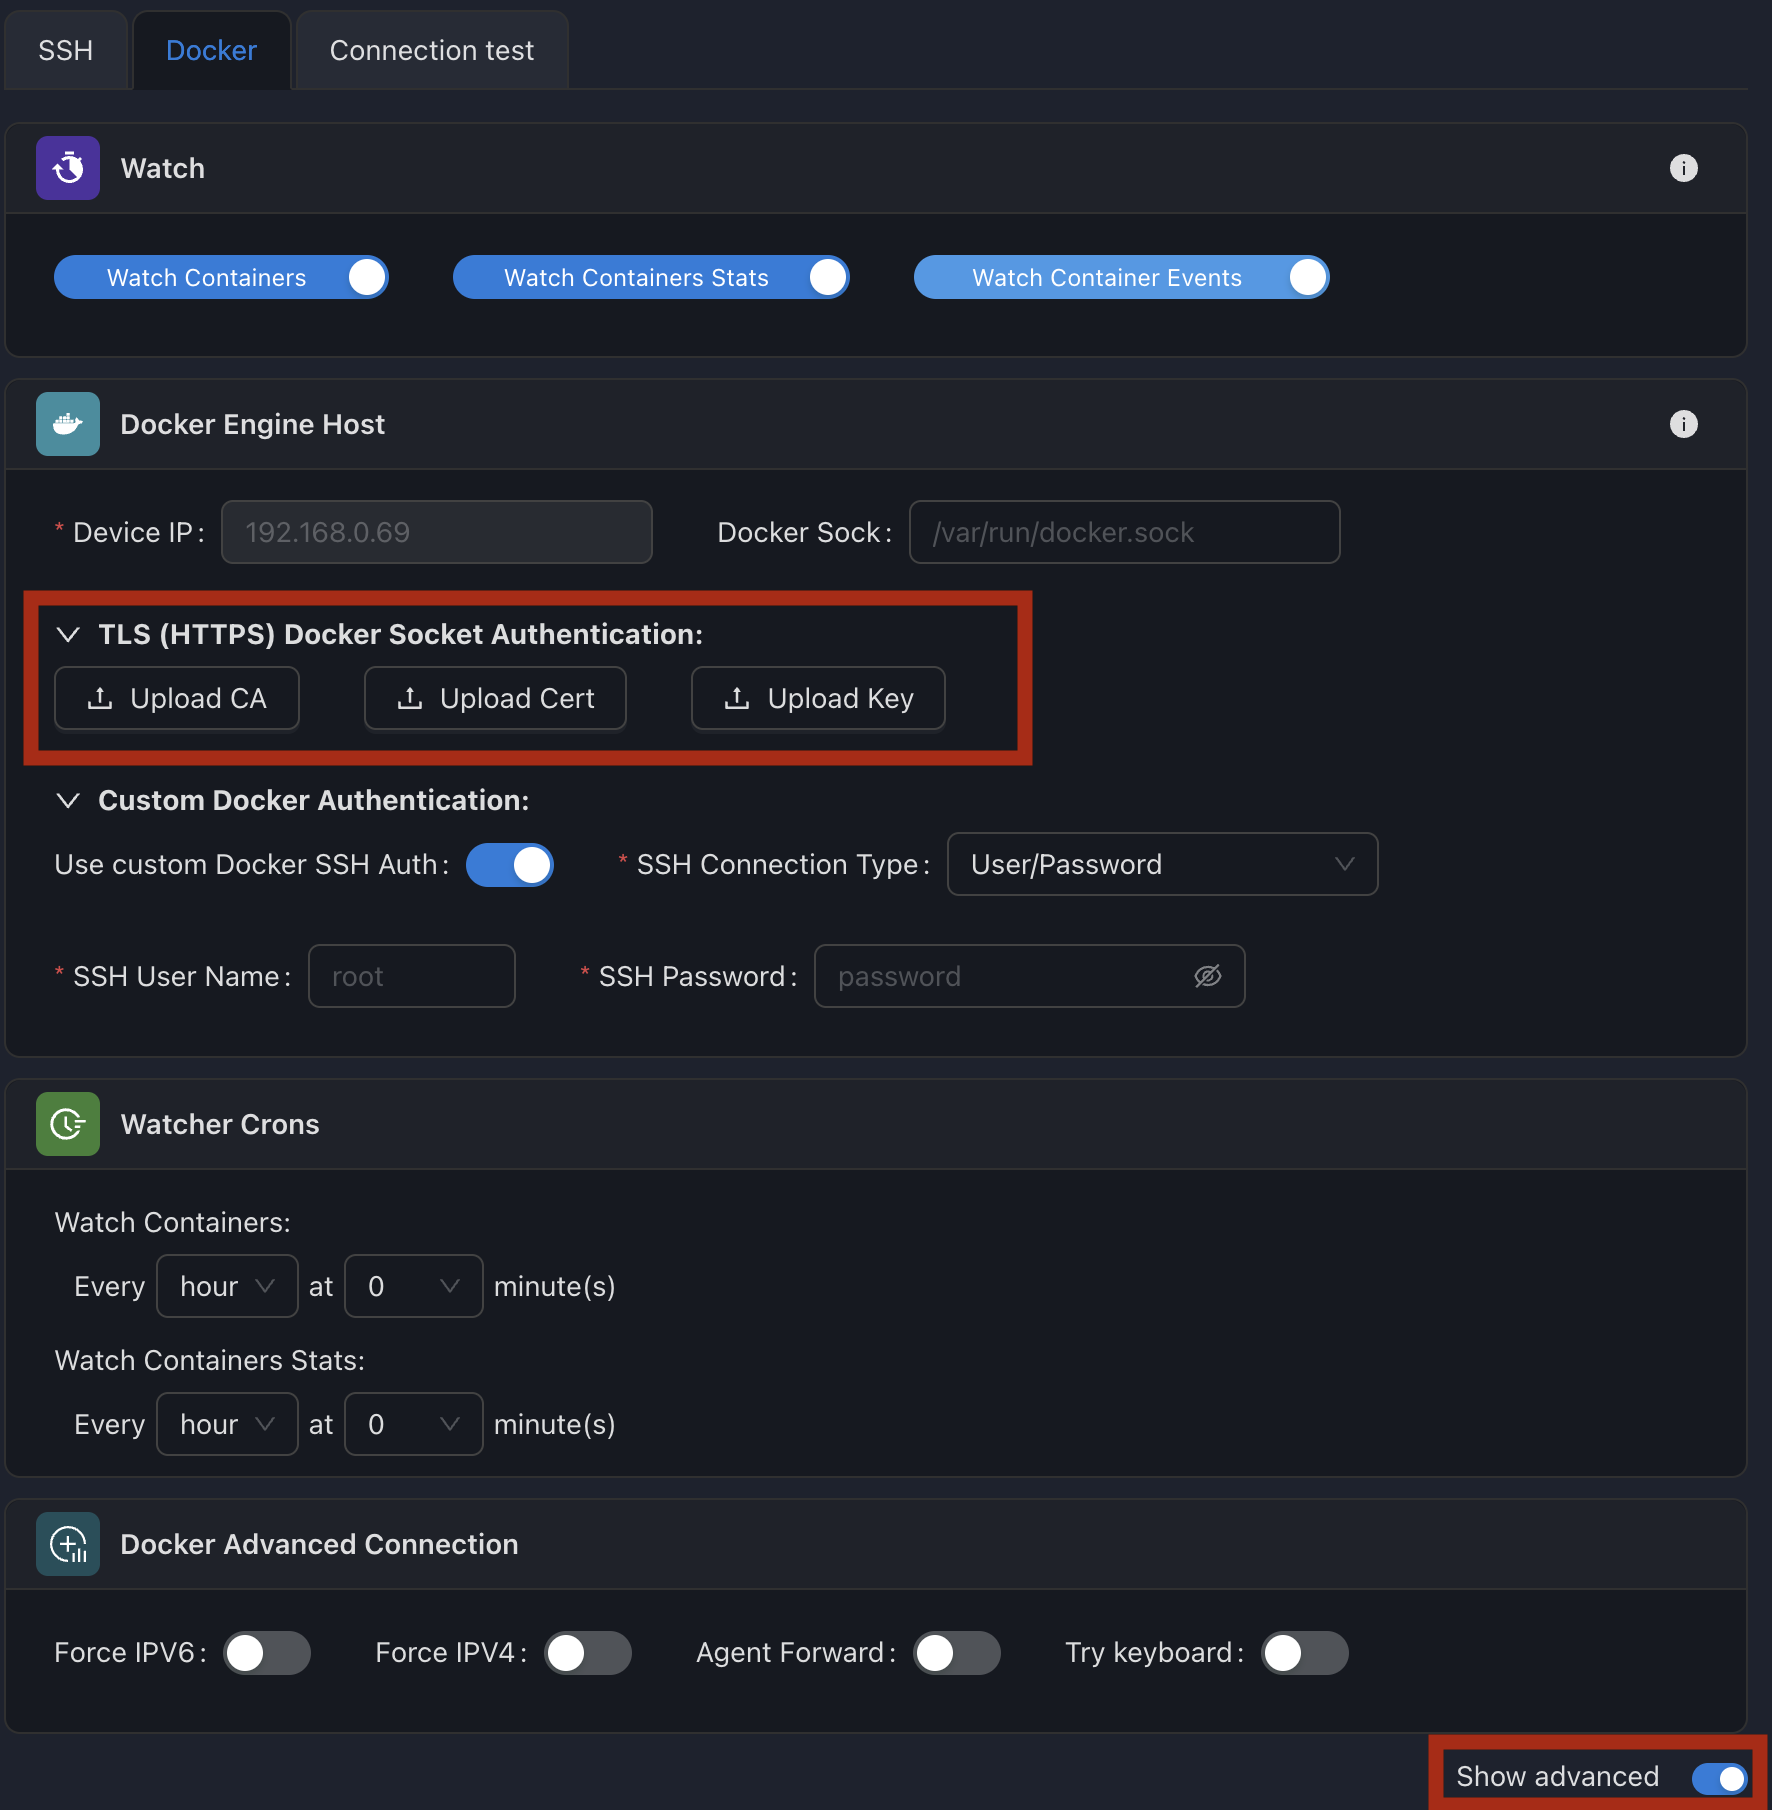 SSH Docker Connection test
Watch
Watch Containers Watch Containers Stats Watch Container Events
Docker Engine Host
* Device IP: 192.168.0.69 Docker Sock: /var/run/docker.sock
TLS (HTTPS) Docker Socket Authentication:
Upload CA Upload Cert Upload Key
Custom Docker Authentication:
Use custom Docker SSH Auth: * SSH Connection Type: User/Password
* SSH User Name: root * SSH Password: password
Watcher Crons
Watch Containers:
Every hour at 0 minute(s)
Watch Containers Stats:
Every hour at 0 minute(s)
Docker Advanced Connection
Force IPV6: Force IPV4: Agent Forward: Try keyboard:
Show advanced